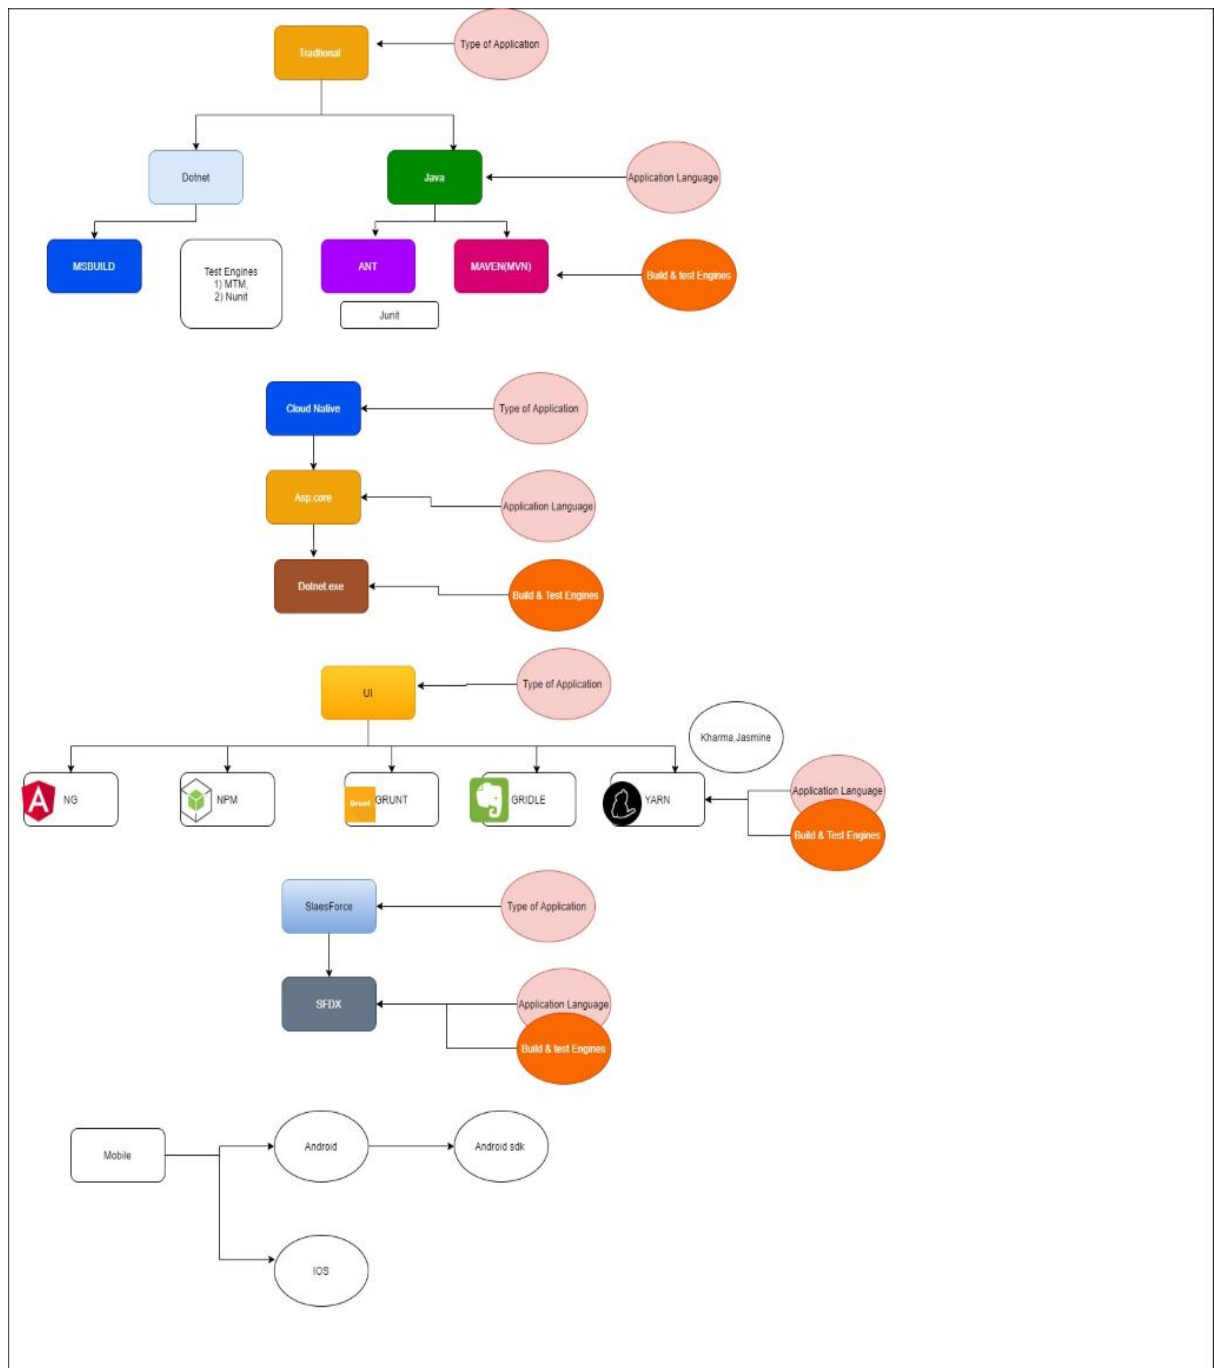 Tradtional
Type of Application
Dotnet
Java
Application Language
MSBUILD
Test Engines
1) MTM,
2) Nunit
ANT
MAVEN(MVN)
Build & test Engines
Junit
Cloud Native
Type of Application
Asp.core
Application Language
Dotnet.exe
Build & Test Engines
UI
Type of Application
Kharma,Jasmine
NG
NPM
Grunt
GRUNT
GRIDLE
YARN
Application Language
Build & Test Engines
SlaesForce
Type of Application
SFDX
Application Language
Build & test Engines
Mobile
Android
Android sdk
IOS